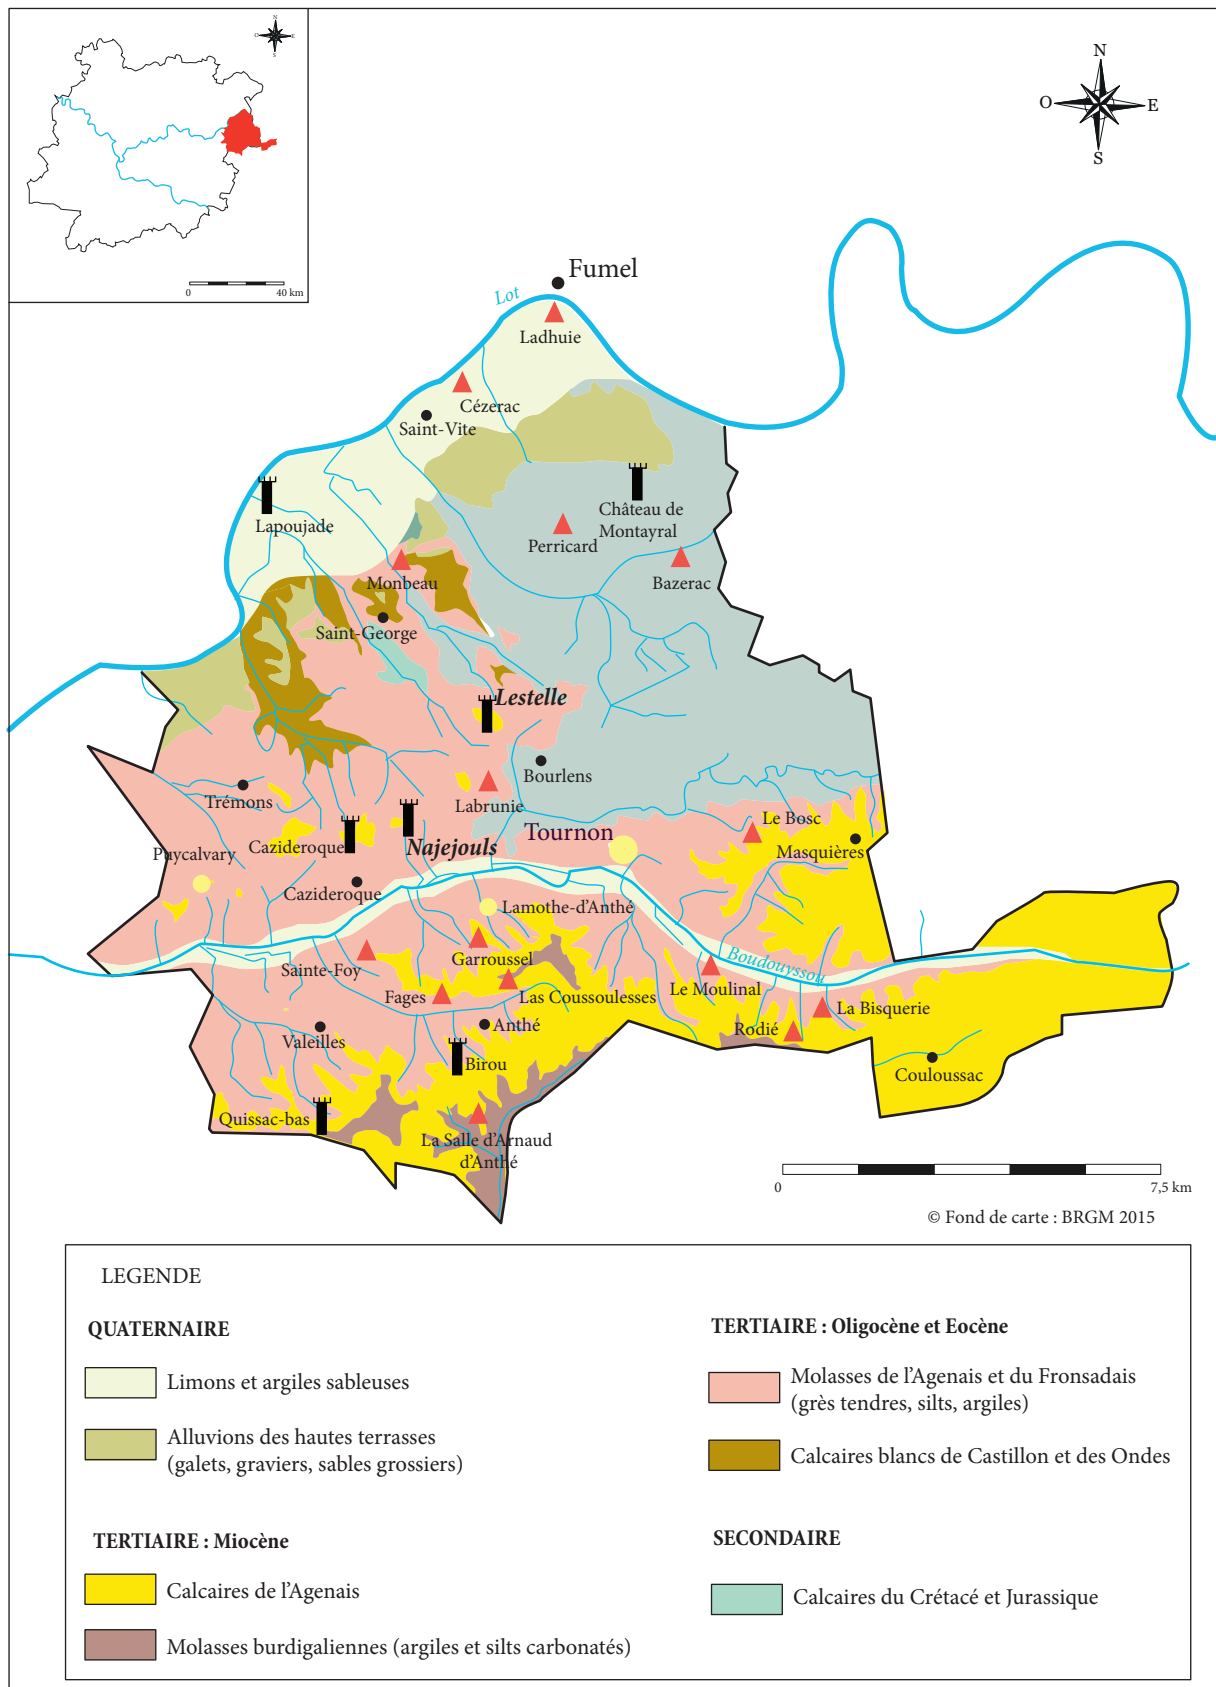 N
O
E
S
0
40 km
N
O
E
S
Fumel
Lot
Ladhuie
Cézerac
Saint-Vite
Lapoujade
Château de
Montayral
Perricard
Bazerac
Monbeau
Saint-George
Lestelle
Bourlens
Trémons
Labrunie
Le Bosc
Tournon
Masquières
Cazideroque
Najejouls
Puycalvary
Cazideroque
Lamothe-d'Anthé
Boudouyssou
Garroussel
Sainte-Foy
Le Moulinal
Fages
Las Coussoulesses
La Bisquerie
Anthé
Rodié
Valeilles
Birou
Couloussac
Quissac-bas
La Salle d'Arnaud
d'Anthé
0
7,5 km
© Fond de carte : BRGM 2015
LEGENDE
QUATERNAIRE
Limons et argiles sableuses
Alluvions des hautes terrasses
(galets, graviers, sables grossiers)
TERTIAIRE : Miocène
Calcaires de l'Agenais
Molasses burdigaliennes (argiles et silts carbonatés)
TERTIAIRE : Oligocène et Eocène
Molasses de l'Agenais et du Fronsadais
(grès tendres, silts, argiles)
Calcaires blancs de Castillon et des Ondes
SECONDAIRE
Calcaires du Crétacé et Jurassique